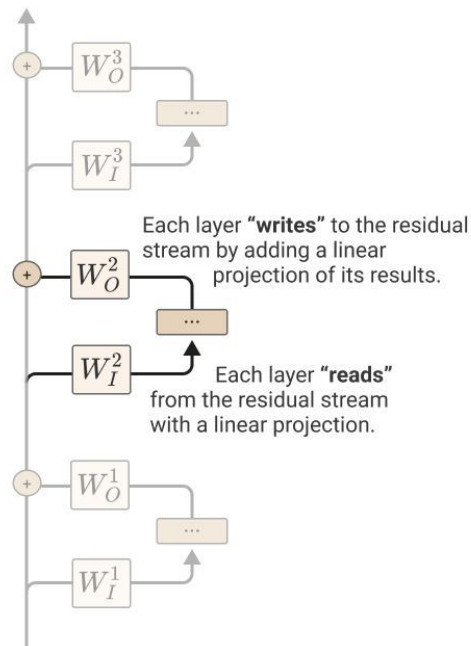 +
W_O^3
...
W_I^3
Each layer “writes” to the residual
stream by adding a linear
projection of its results.
+
W_O^2
...
W_I^2
Each layer “reads”
from the residual stream
with a linear projection.
+
W_O^1
...
W_I^1